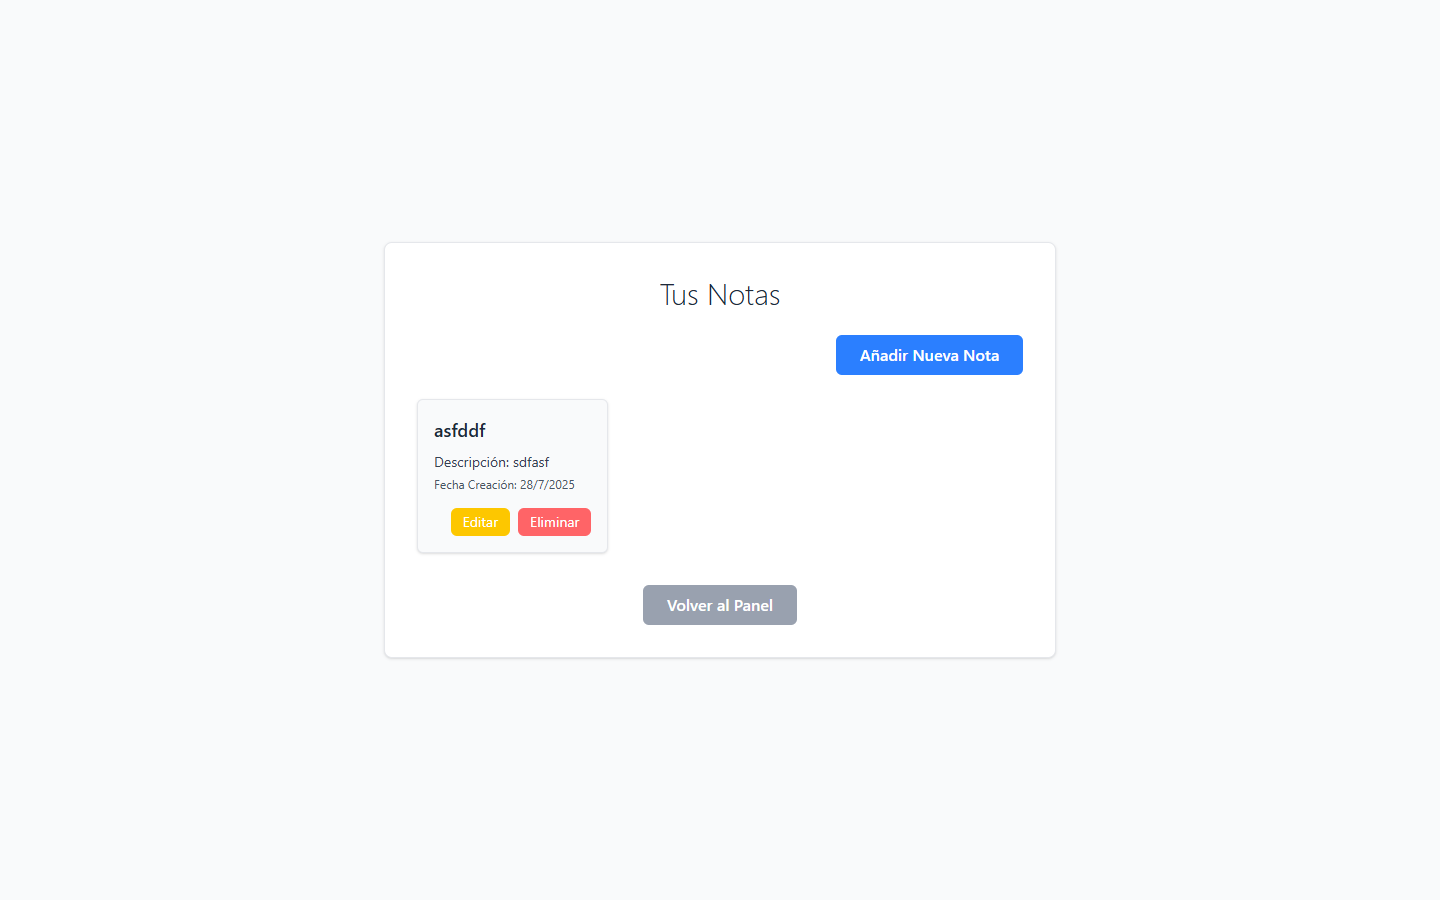 Tus Notas
Añadir Nueva Nota
asfddf
Descripción: sdfasf
Fecha Creación: 28/7/2025
Editar Eliminar
Volver al Panel